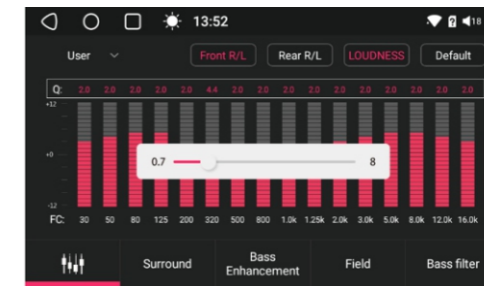 13:52 18
User Front R/L Rear R/L LOUDNESS Default
Q: 2.0 2.0 2.0 2.0 2.0 4.4 2.0 2.0 2.0 2.0 2.0 2.0 2.0 2.0 2.0 2.0
+12
+0
0.7 8
-12
FC: 30 50 80 125 200 320 500 800 1.0k 1.25k 2.0k 3.0k 5.0k 8.0k 12.0k 16.0k
Surround Bass Enhancement Field Bass filter